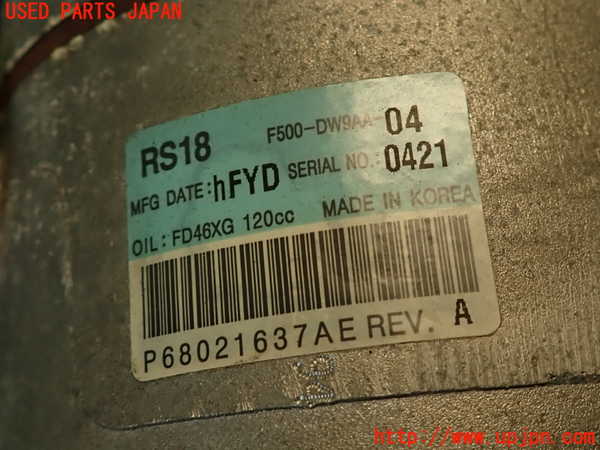 USED PARTS JAPAN
RS18 F500-DW9AA-04
MFG DATE: hFYD SERIAL NO.: 0421
OIL: FD46XG 120cc MADE IN KOREA
P68021637AE REV. A
http://www.upjpn.com/